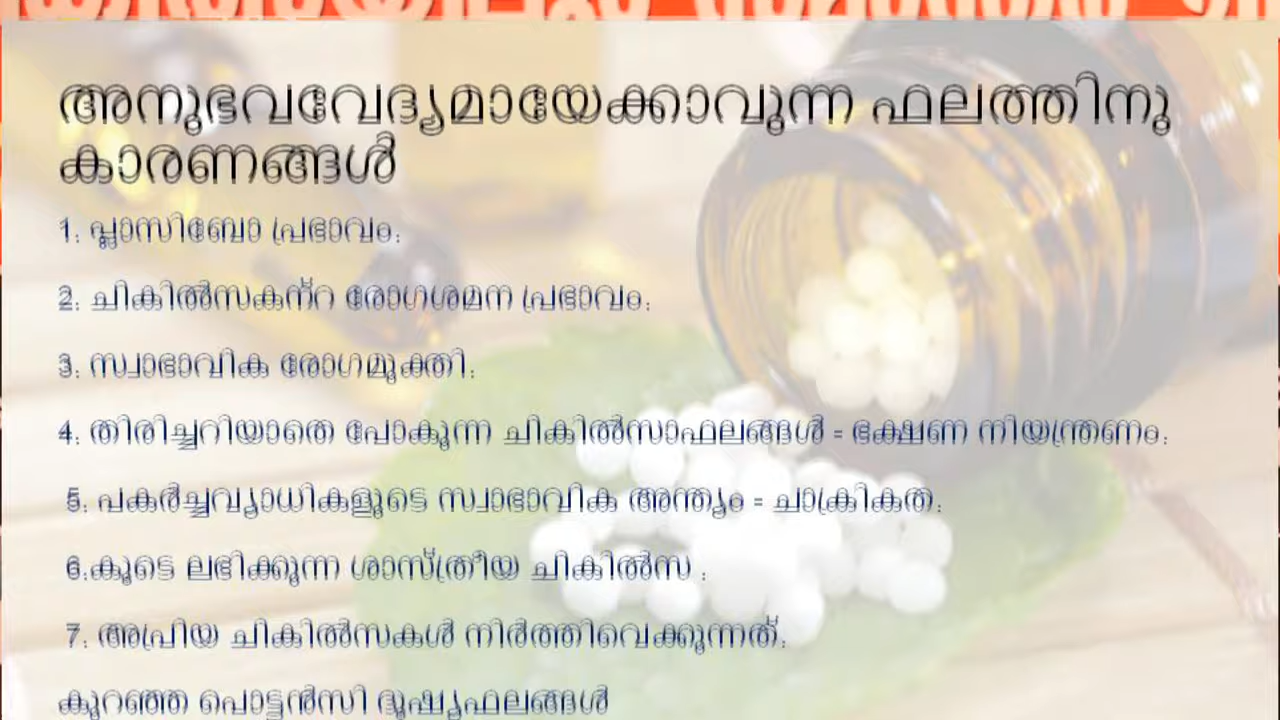 അനുഭവവേദ്യമായേക്കാവുന്ന ഫലത്തിനു
കാരണങ്ങൾ
1. പ്ലാസിബോ പ്രഭാവം.
2. ചികിൽസകൻ്റ രോഗശമന പ്രഭാവം.
3. സ്വാഭാവിക രോഗമുക്തി.
4. തിരിച്ചറിയാതെ പോകുന്ന ചികിൽസാഫലങ്ങൾ = ഭക്ഷണ നിയന്ത്രണം.
5. പകർച്ചവ്യാധികളുടെ സ്വാഭാവിക അന്ത്യം = ചാക്രികത.
6.കൂടെ ലഭിക്കുന്ന ശാസ്ത്രീയ ചികിൽസ .
7. അപ്രിയ ചികിൽസകൾ നിർത്തിവെക്കുന്നത്.
കുറഞ്ഞ പൊട്ടൻസി ദൂഷ്യഫലങ്ങൾ